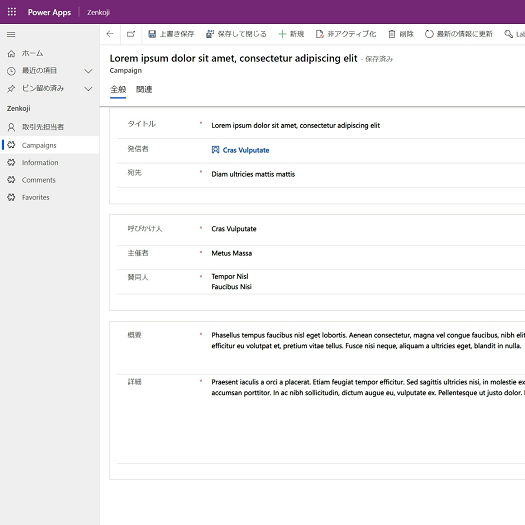 Power Apps Zenkoji
上書き保存 保存して閉じる 新規 非アクティブ化 削除 最新の情報に更新
ホーム
最近の項目
ピン留め済み
Zenkoji
取引先担当者
Campaigns
Information
Comments
Favorites
Lorem ipsum dolor sit amet, consectetur adipiscing elit - 保存済み
Campaign
全般 関連
タイトル * Lorem ipsum dolor sit amet, consectetur adipiscing elit
発信者 Cras Vulputate
宛先 * Diam ultricies mattis mattis
呼びかけ人 * Cras Vulputate
主催者 * Metus Massa
賛同人 * Tempor Nisl
Faucibus Nisi
概要 * Phasellus tempus faucibus nisl eget lobortis. Aenean consectetur, magna vel congue faucibus, nibh elit
efficitur eu volutpat et, pretium vitae tellus. Fusce nisi neque, aliquam a ultricies eget, blandit in nulla.
詳細 * Praesent iaculis a orci a placerat. Etiam feugiat tempor efficitur. Sed sagittis ultricies nisi, in molestie ex
accumsan porttitor. In ac nibh sollicitudin, dictum augue eu, vulputate ex. Pellentesque ut justo dolor.